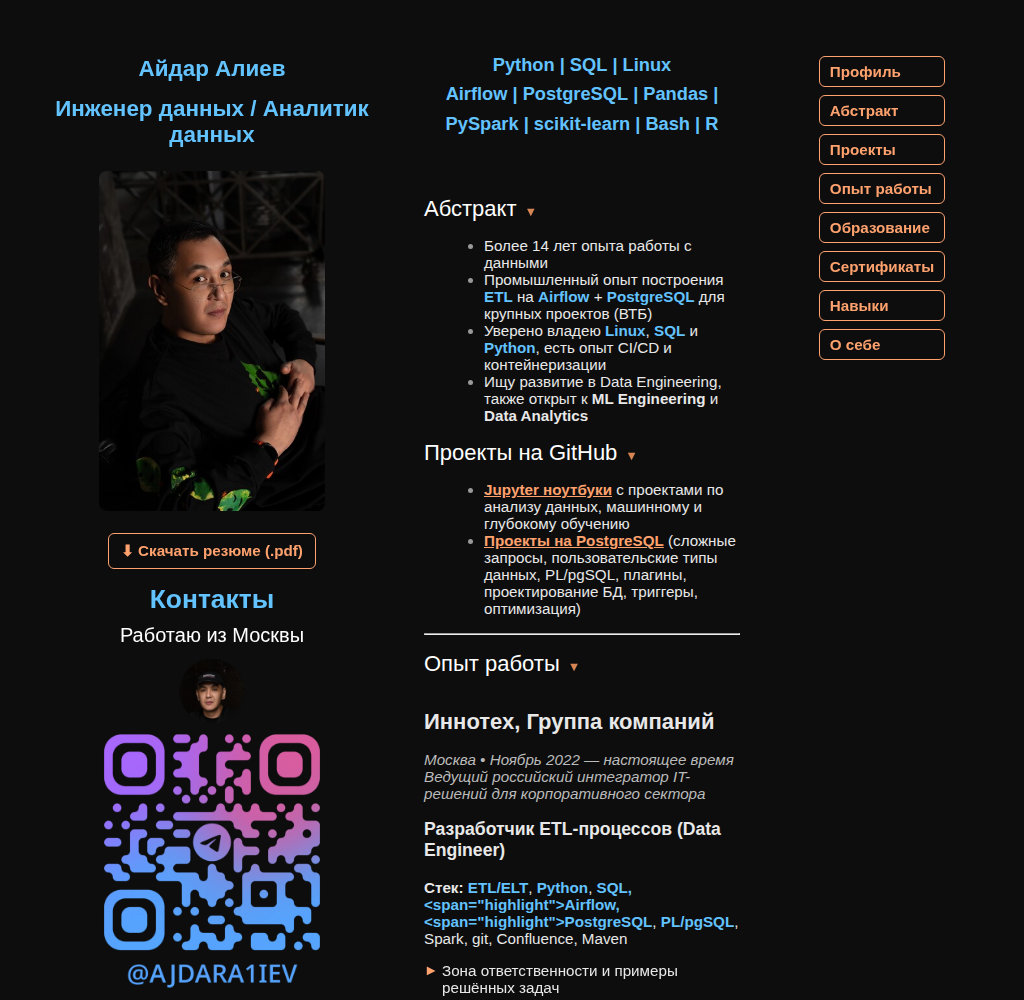 Айдар Алиев
Инженер данных / Аналитик
данных
⬇ Скачать резюме (.pdf)
Контакты
Работаю из Москвы
@AJDARA1IEV
Python | SQL | Linux
Airflow | PostgreSQL | Pandas |
PySpark | scikit-learn | Bash | R
Абстракт ▼
Более 14 лет опыта работы с
данными
Промышленный опыт построения
ETL на Airflow + PostgreSQL для
крупных проектов (ВТБ)
Уверено владею Linux, SQL и
Python, есть опыт CI/CD и
контейнеризации
Ищу развитие в Data Engineering,
также открыт к ML Engineering и
Data Analytics
Проекты на GitHub ▼
Jupyter ноутбуки с проектами по
анализу данных, машинному и
глубокому обучению
Проекты на PostgreSQL (сложные
запросы, пользовательские типы
данных, PL/pgSQL, плагины,
проектирование БД, триггеры,
оптимизация)
Опыт работы ▼
Иннотех, Группа компаний
Москва • Ноябрь 2022 — настоящее время
Ведущий российский интегратор IT-
решений для корпоративного сектора
Разработчик ETL-процессов (Data
Engineer)
Стек: ETL/ELT, Python, SQL,
<span="highlight">Airflow,
<span="highlight">PostgreSQL, PL/pgSQL,
Spark, git, Confluence, Maven
► Зона ответственности и примеры
решённых задач
Профиль
Абстракт
Проекты
Опыт работы
Образование
Сертификаты
Навыки
О себе